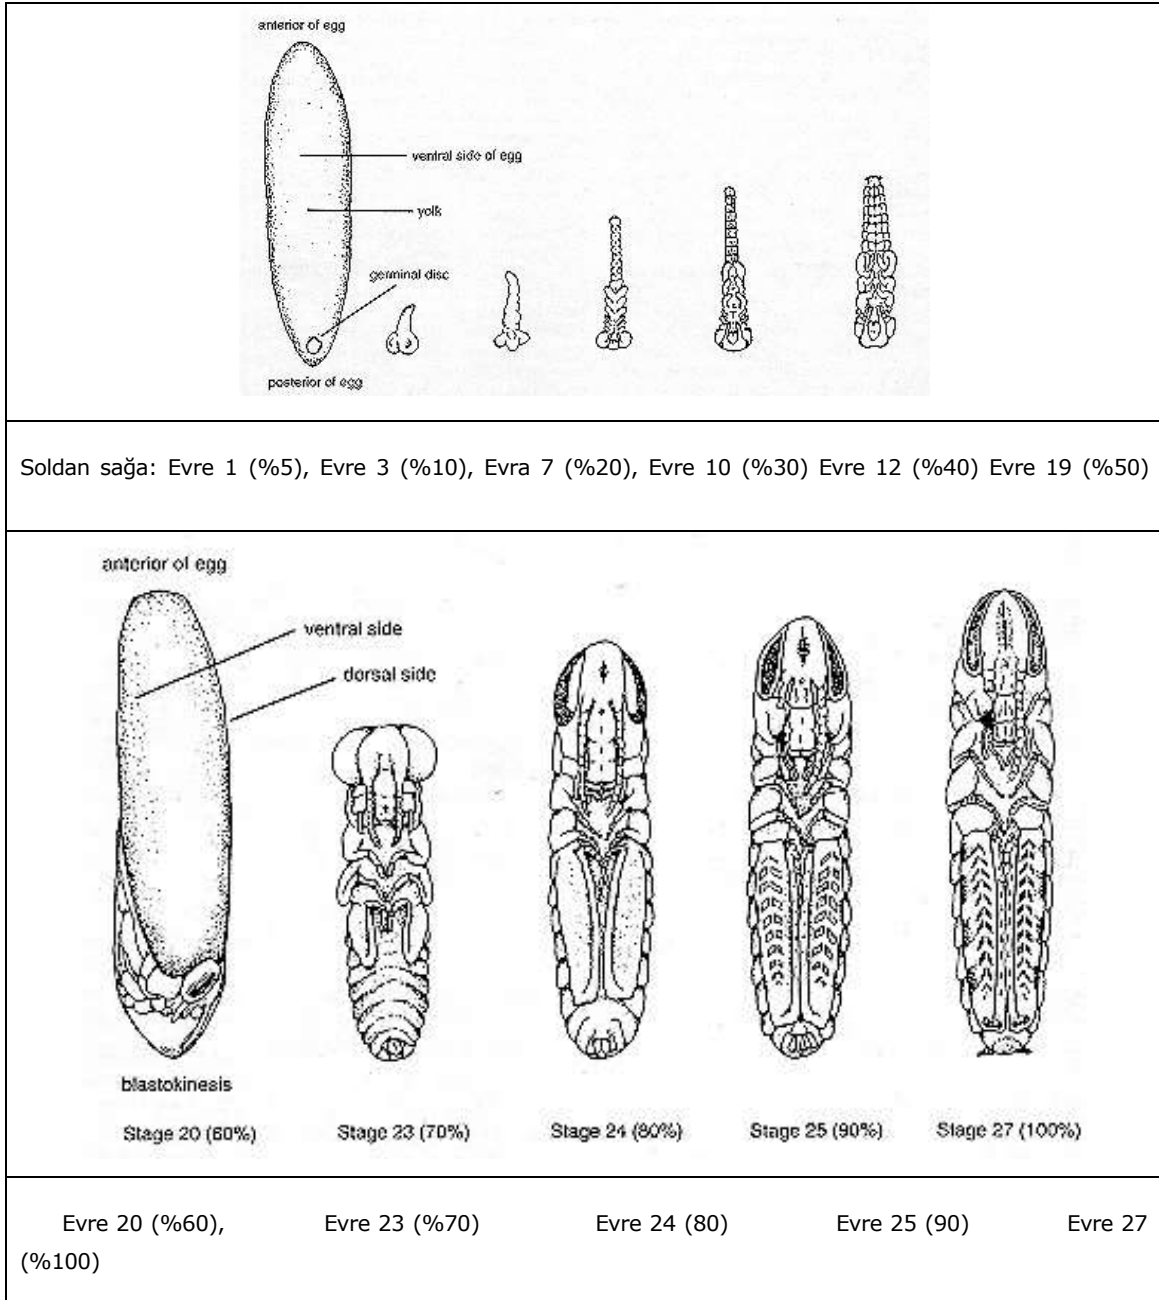 anterior of egg
ventral side of egg
yolk
germinal disc
posterior of egg
Soldan sağa: Evre 1 (%5), Evre 3 (%10), Evra 7 (%20), Evre 10 (%30) Evre 12 (%40) Evre 19 (%50)
anterior of egg
ventral side
dorsal side
blastokinesis
Stage 20 (60%) Stage 23 (70%) Stage 24 (80%) Stage 25 (90%) Stage 27 (100%)
Evre 20 (%60), Evre 23 (%70) Evre 24 (80) Evre 25 (90) Evre 27
(%100)